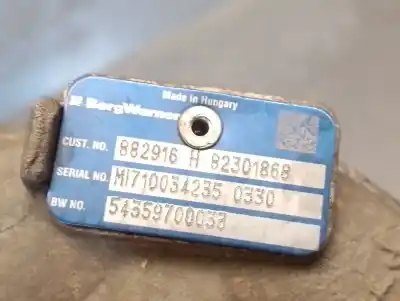 Made in Hungary
BorgWarner
CUST. NO. 882916 H 82301868
SERIAL NO. MI710034235 0330
BW NO. 54359700033